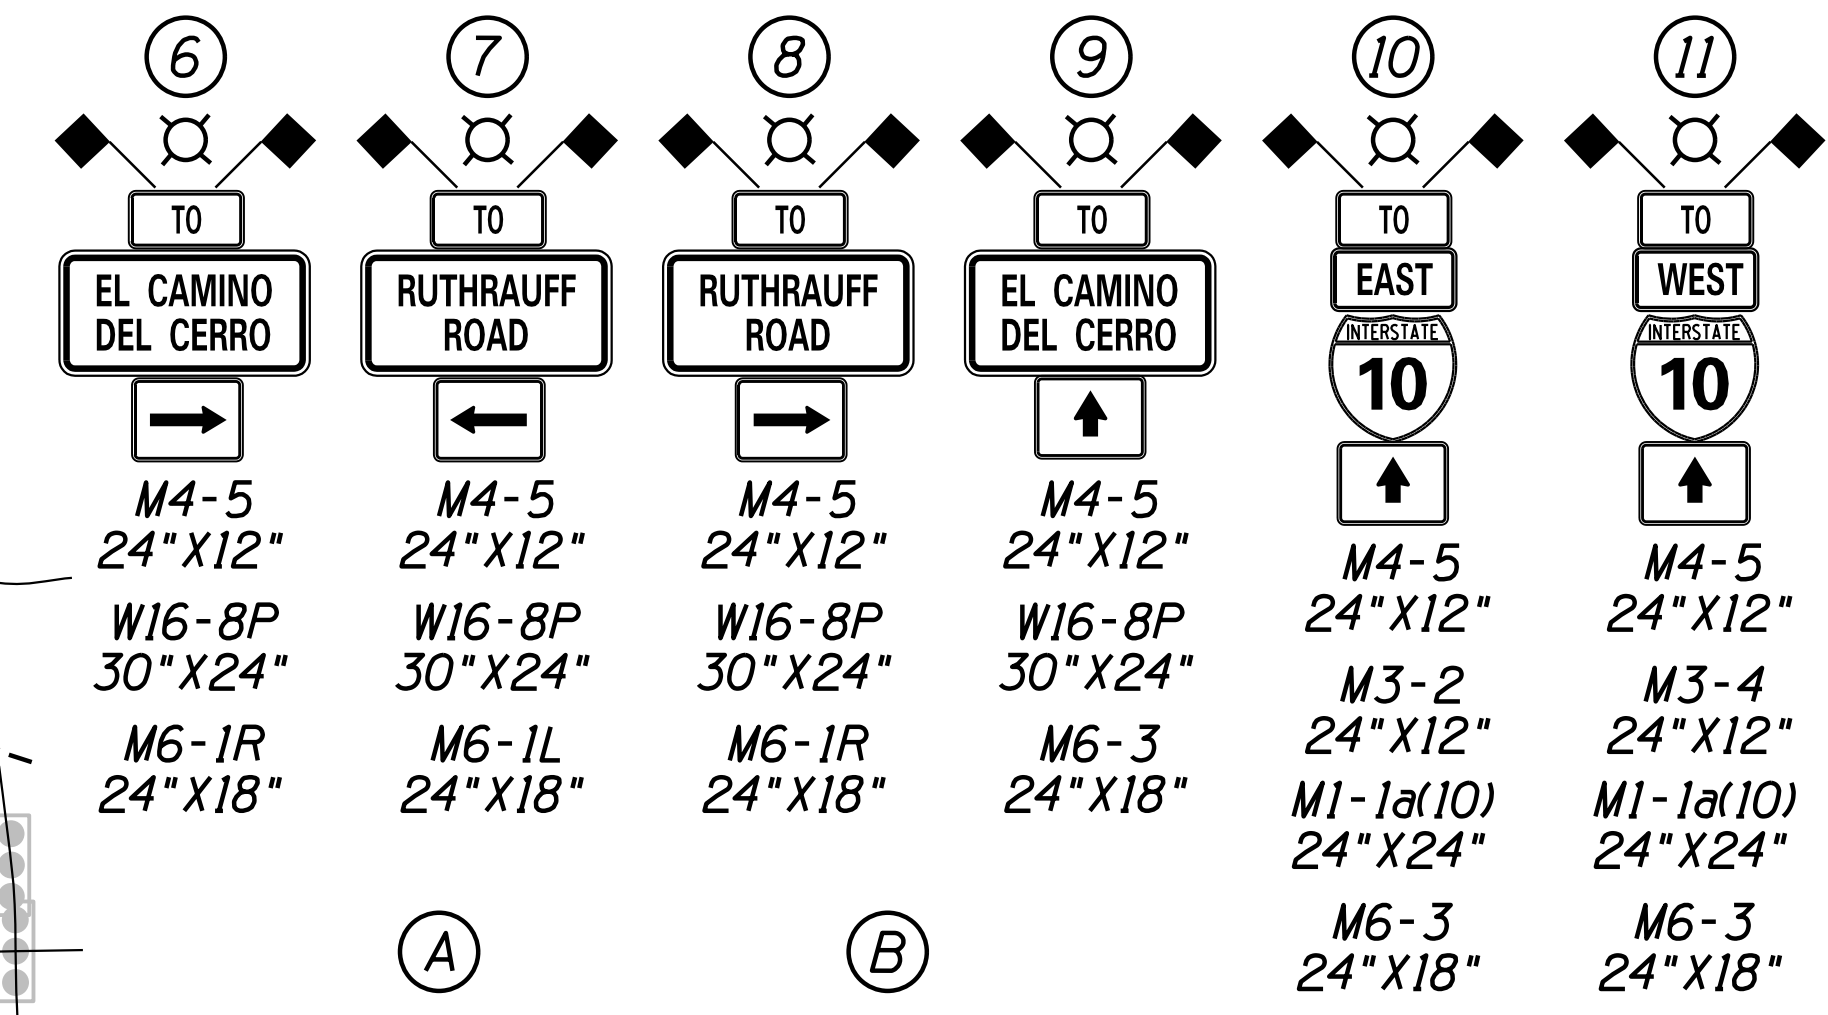 6
TO
EL CAMINO
DEL CERRO
M4-5
24"X12"
W16-8P
30"X24"
M6-1R
24"X18"
7
TO
RUTHRAUFF
ROAD
M4-5
24"X12"
W16-8P
30"X24"
M6-1L
24"X18"
8
TO
RUTHRAUFF
ROAD
M4-5
24"X12"
W16-8P
30"X24"
M6-1R
24"X18"
9
TO
EL CAMINO
DEL CERRO
M4-5
24"X12"
W16-8P
30"X24"
M6-3
24"X18"
10
TO
EAST
INTERSTATE
10
M4-5
24"X12"
M3-2
24"X12"
M1-1a(10)
24"X24"
M6-3
24"X18"
11
TO
WEST
INTERSTATE
10
M4-5
24"X12"
M3-4
24"X12"
M1-1a(10)
24"X24"
M6-3
24"X18"
A
B